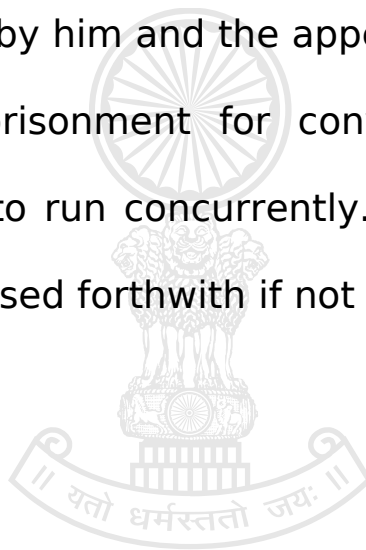 by him and the appe
risonment for con
to run concurrently.
sed forthwith if not
॥ यतो धर्मस्ततो जयः ॥